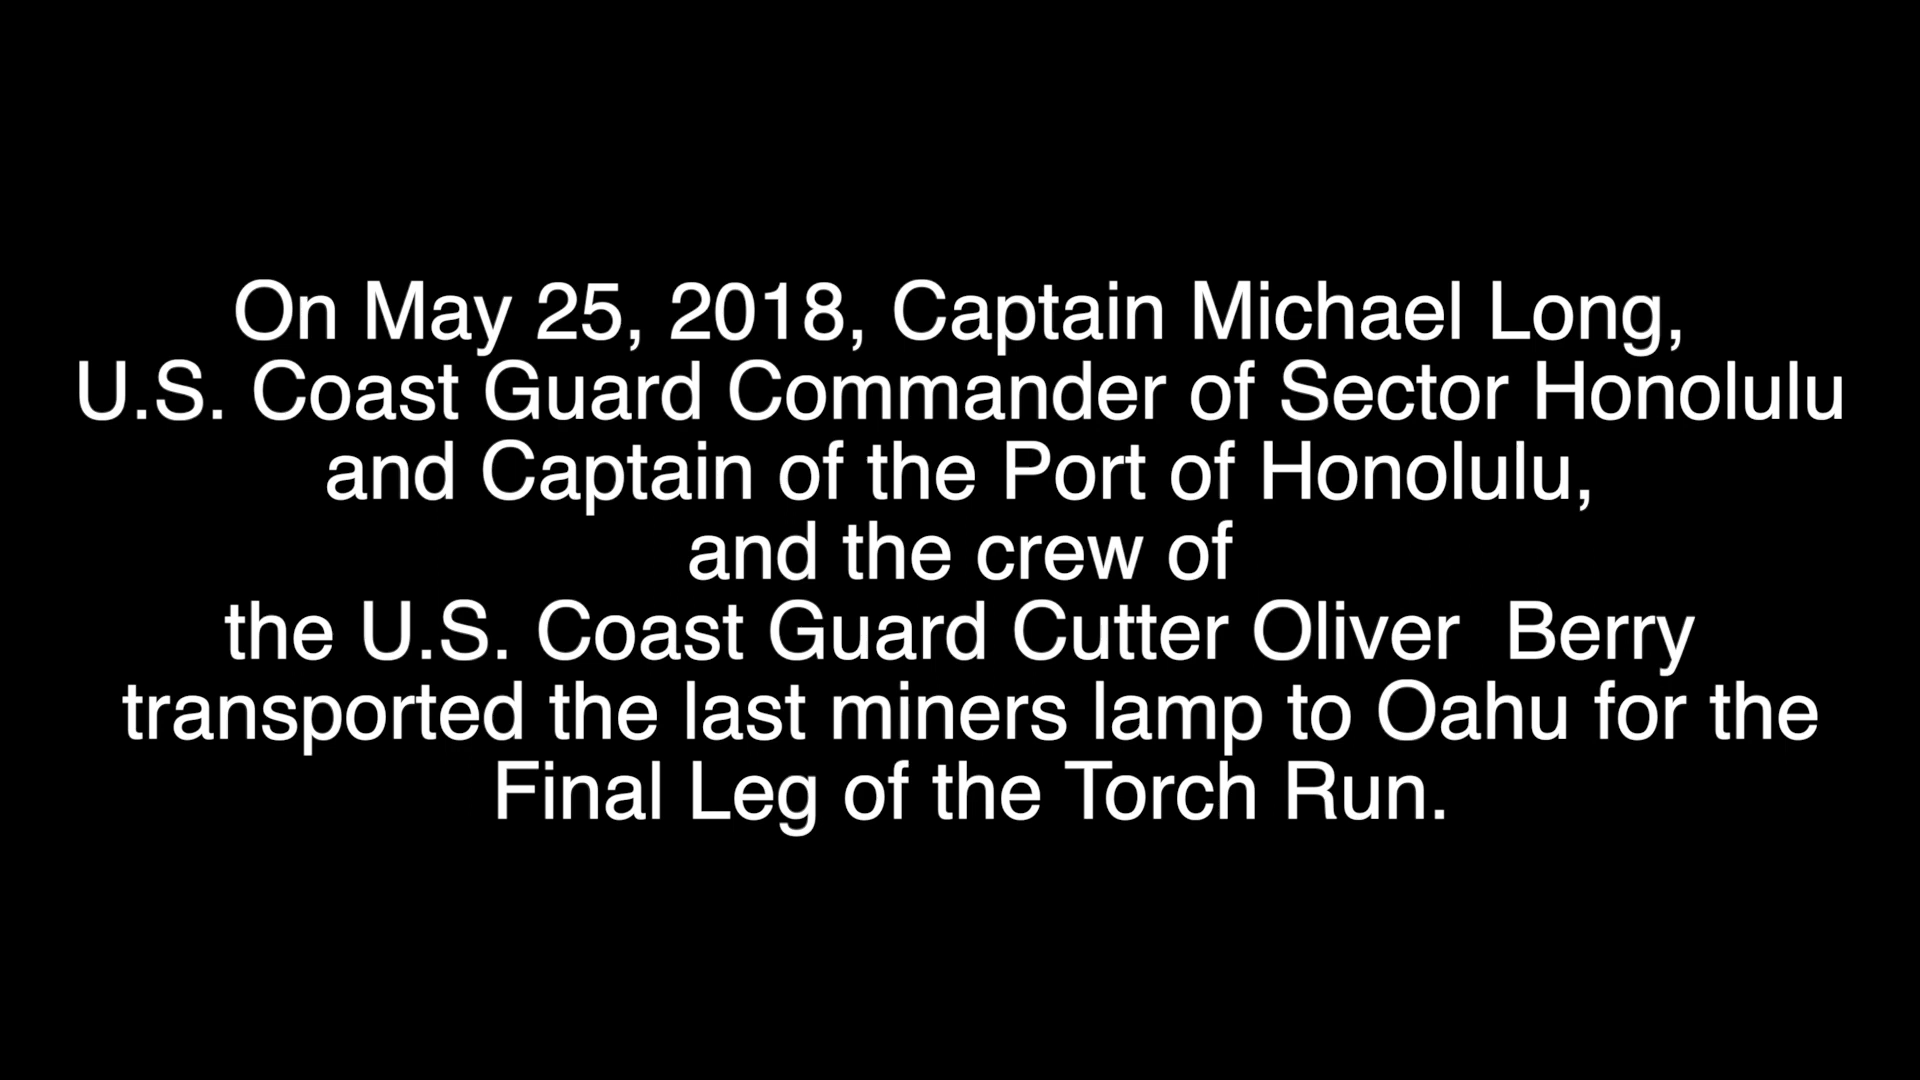 On May 25, 2018, Captain Michael Long,
U.S. Coast Guard Commander of Sector Honolulu
and Captain of the Port of Honolulu,
and the crew of
the U.S. Coast Guard Cutter Oliver  Berry
transported the last miners lamp to Oahu for the
Final Leg of the Torch Run.